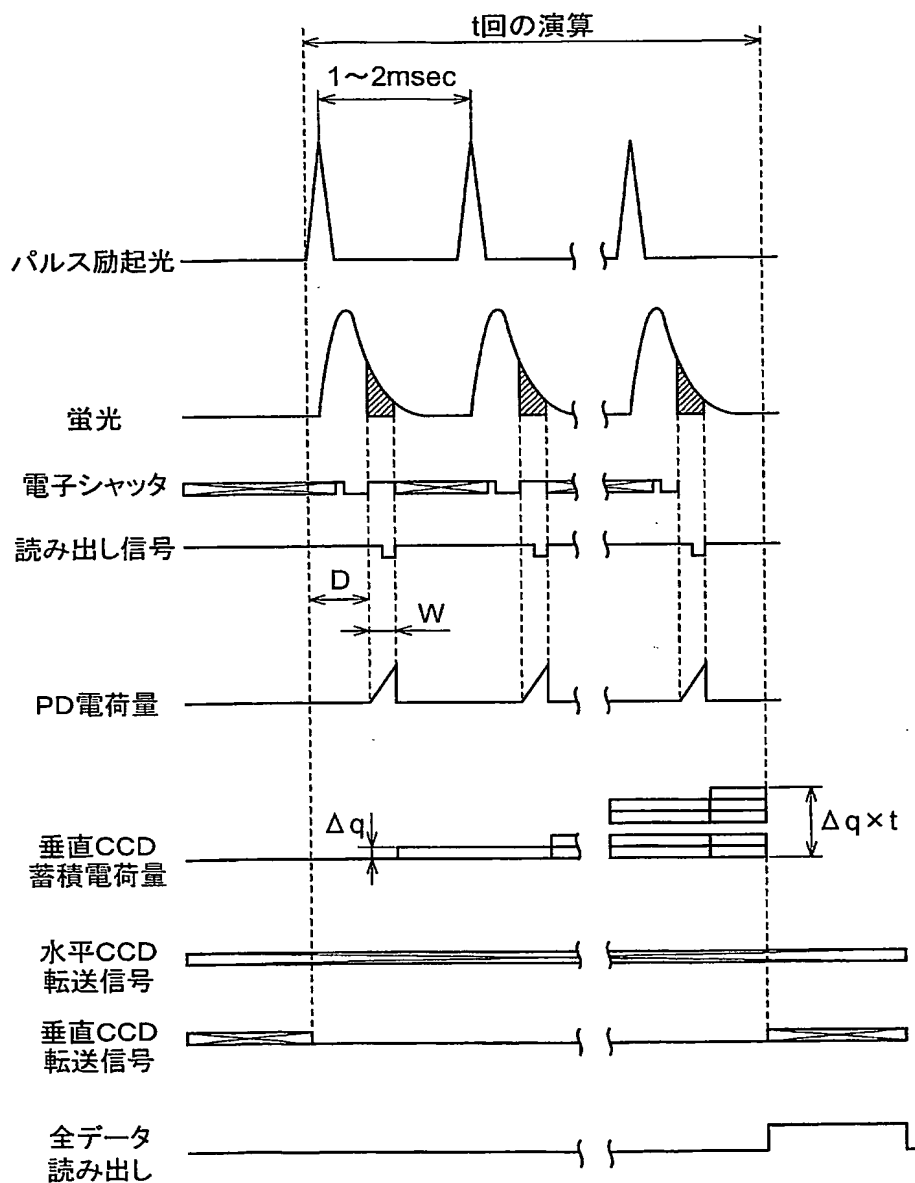 t回の演算
1～2msec
パルス励起光
蛍光
電子シャッタ
読み出し信号
D
W
PD電荷量
Δq
Δq×t
垂直CCD
蓄積電荷量
水平CCD
転送信号
垂直CCD
転送信号
全データ
読み出し